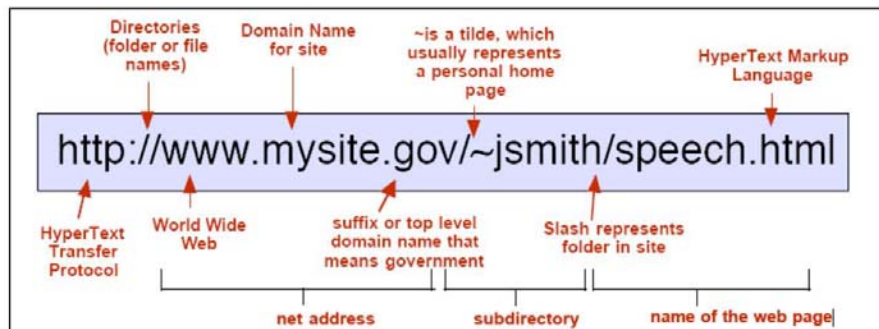 Directories
(folder or file
names)
Domain Name
for site
~is a tilde, which
usually represents
a personal home
page
HyperText Markup
Language
http://www.mysite.gov/~jsmith/speech.html
HyperText
Transfer
Protocol
World Wide
Web
suffix or top level
domain name that
means government
Slash represents
folder in site
net address
subdirectory
name of the web page